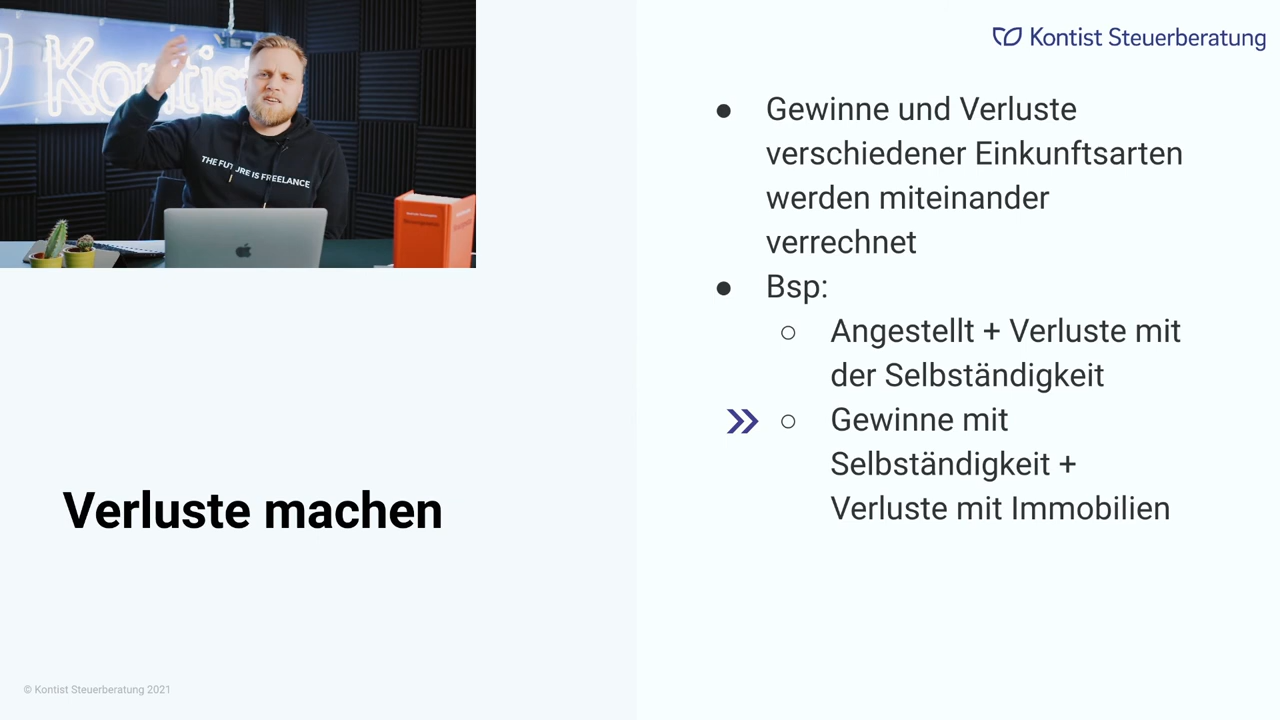 Kontist
THE FUTURE IS FREELANCE
Kontist Steuerberatung
Gewinne und Verluste
verschiedener Einkunftsarten
werden miteinander
verrechnet
Bsp:
Angestellt + Verluste mit
der Selbständigkeit
Gewinne mit
Selbständigkeit +
Verluste mit Immobilien
Verluste machen
© Kontist Steuerberatung 2021